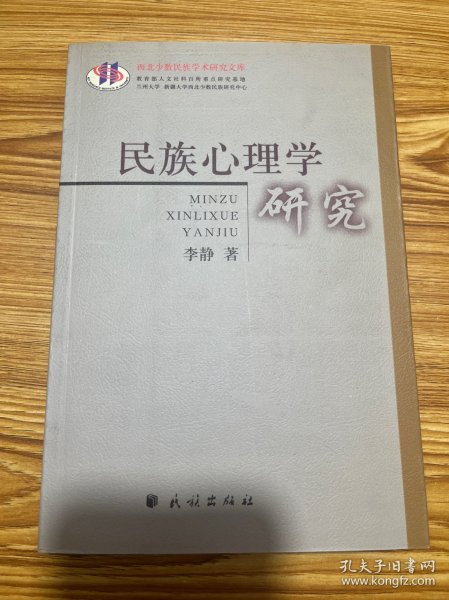 西北少数民族学术研究文库
教育部人文社科百所重点研究基地
兰州大学 新疆大学西北少数民族研究中心
民族心理学
研究
MINZU
XINLIXUE
YANJIU
李静 著
民族出版社
孔夫子旧书网
www.kongfz.com